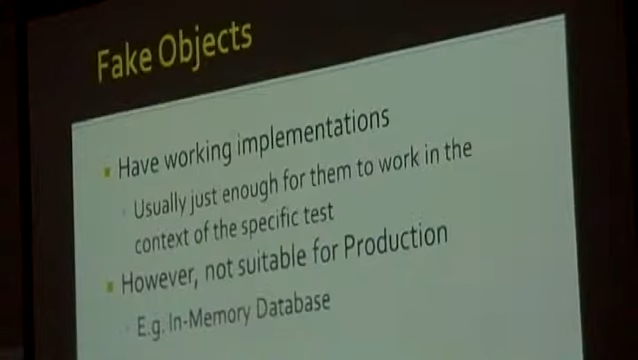 Fake Objects
Have working implementations
Usually just enough for them to work in the
context of the specific test
However, not suitable for Production
E.g. In-Memory Database